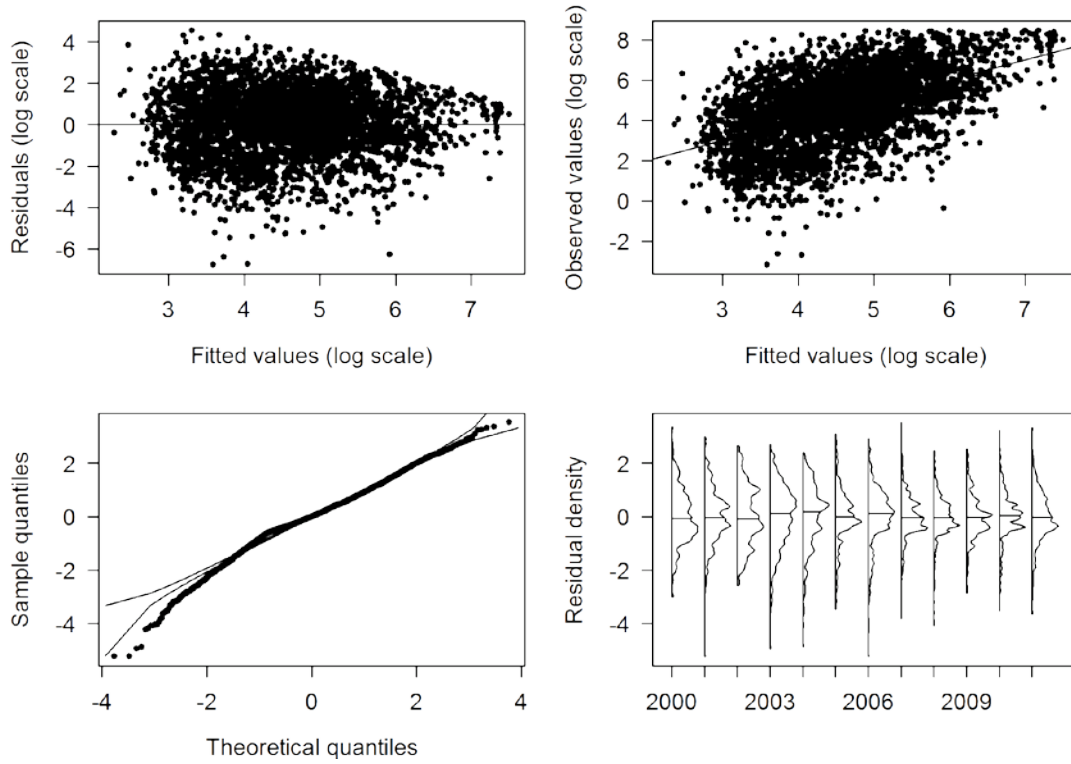 Residuals (log scale)
4
2
0
-2
-4
-6
3 4 5 6 7
Fitted values (log scale)
Observed values (log scale)
8
6
4
2
0
-2
3 4 5 6 7
Fitted values (log scale)
Sample quantiles
2
0
-2
-4
-4 -2 0 2 4
Theoretical quantiles
Residual density
2
0
-2
-4
2000 2003 2006 2009